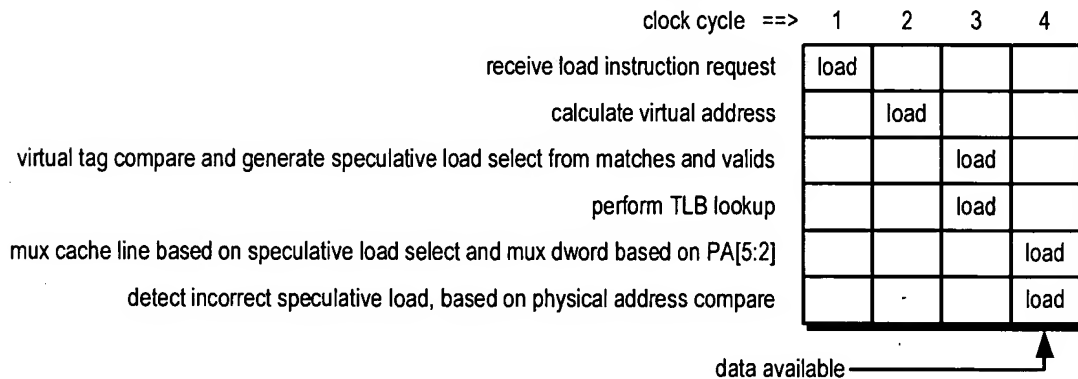 clock cycle ==> 1 2 3 4
receive load instruction request load
calculate virtual address load
virtual tag compare and generate speculative load select from matches and valids load
perform TLB lookup load
mux cache line based on speculative load select and mux dword based on PA[5:2] load
detect incorrect speculative load, based on physical address compare load
data available